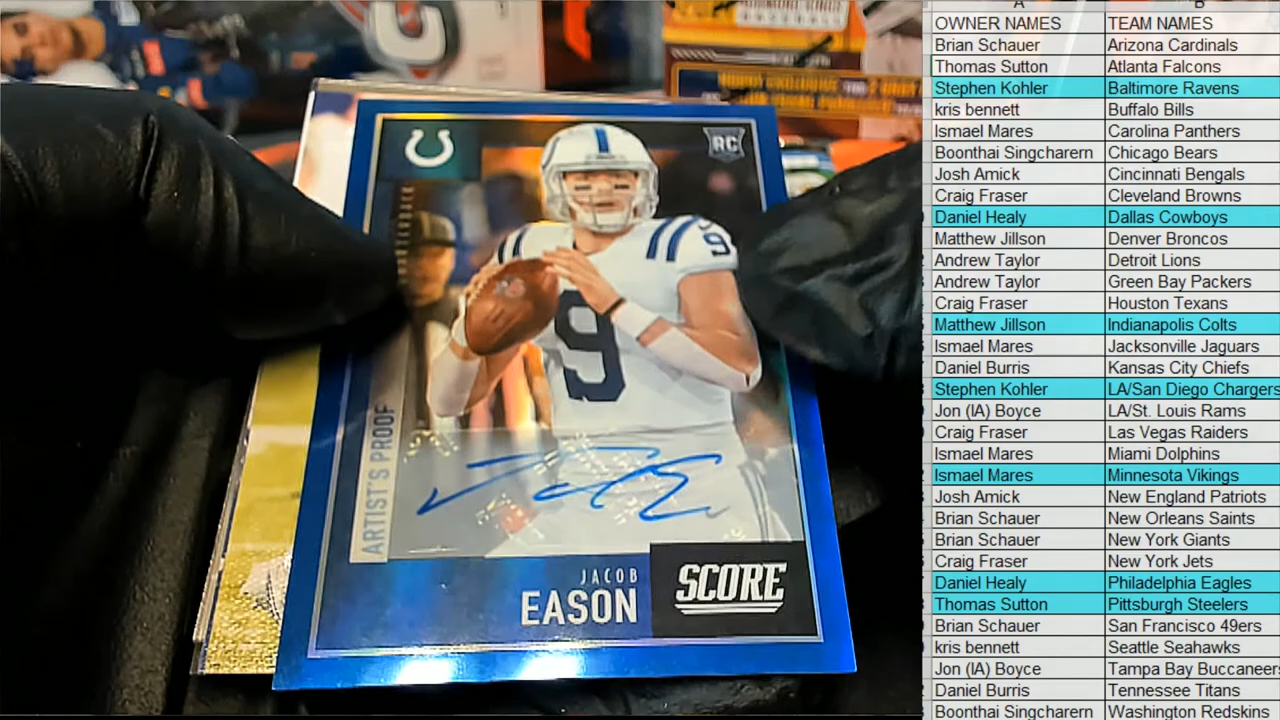 RC
QUARTERBACK
9
9
ARTIST'S PROOF
JACOB
EASON
SCORE
A B
OWNER NAMES TEAM NAMES
Brian Schauer Arizona Cardinals
Thomas Sutton Atlanta Falcons
Stephen Kohler Baltimore Ravens
kris bennett Buffalo Bills
Ismael Mares Carolina Panthers
Boonthai Singcharern Chicago Bears
Josh Amick Cincinnati Bengals
Craig Fraser Cleveland Browns
Daniel Healy Dallas Cowboys
Matthew Jillson Denver Broncos
Andrew Taylor Detroit Lions
Andrew Taylor Green Bay Packers
Craig Fraser Houston Texans
Matthew Jillson Indianapolis Colts
Ismael Mares Jacksonville Jaguars
Daniel Burris Kansas City Chiefs
Stephen Kohler LA/San Diego Chargers
Jon (IA) Boyce LA/St. Louis Rams
Craig Fraser Las Vegas Raiders
Ismael Mares Miami Dolphins
Ismael Mares Minnesota Vikings
Josh Amick New England Patriots
Brian Schauer New Orleans Saints
Brian Schauer New York Giants
Craig Fraser New York Jets
Daniel Healy Philadelphia Eagles
Thomas Sutton Pittsburgh Steelers
Brian Schauer San Francisco 49ers
kris bennett Seattle Seahawks
Jon (IA) Boyce Tampa Bay Buccaneer
Daniel Burris Tennessee Titans
Boonthai Singcharern Washington Redskins